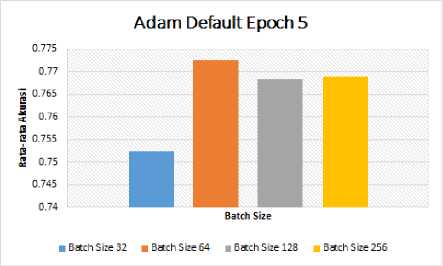 Adam Default Epoch 5
0.775
0.77
0.765
0.76
0.755
0.75
0.745
0.74
Rata-rata Akurasi
Batch Size
Batch Size 32 Batch Size 64 Batch Size 128 Batch Size 256